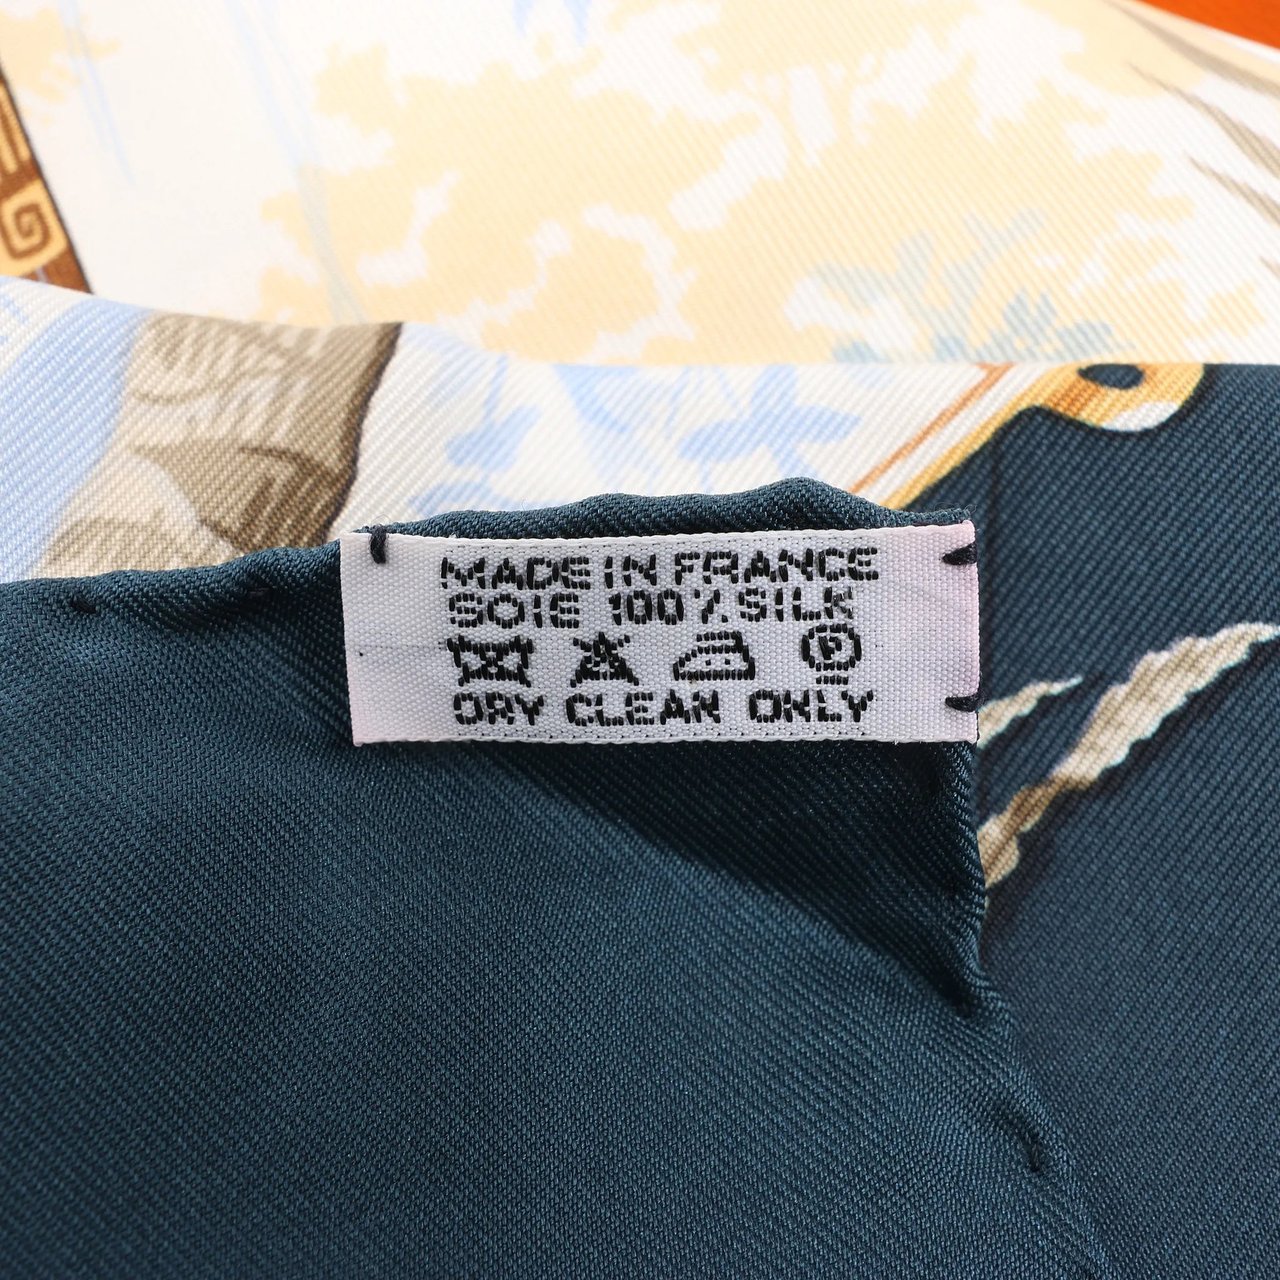 MADE IN FRANCE
SOIE 100% SILK
P
DRY CLEAN ONLY